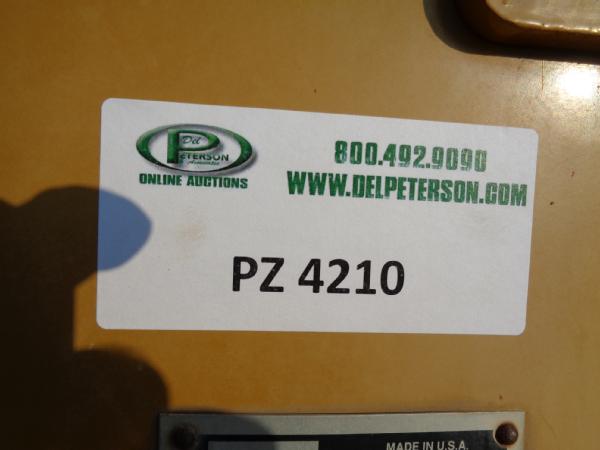 Del
PETERSON
& Associates
ONLINE AUCTIONS
800.492.9090
WWW.DELPETERSON.COM
PZ 4210
MADE IN U.S.A.